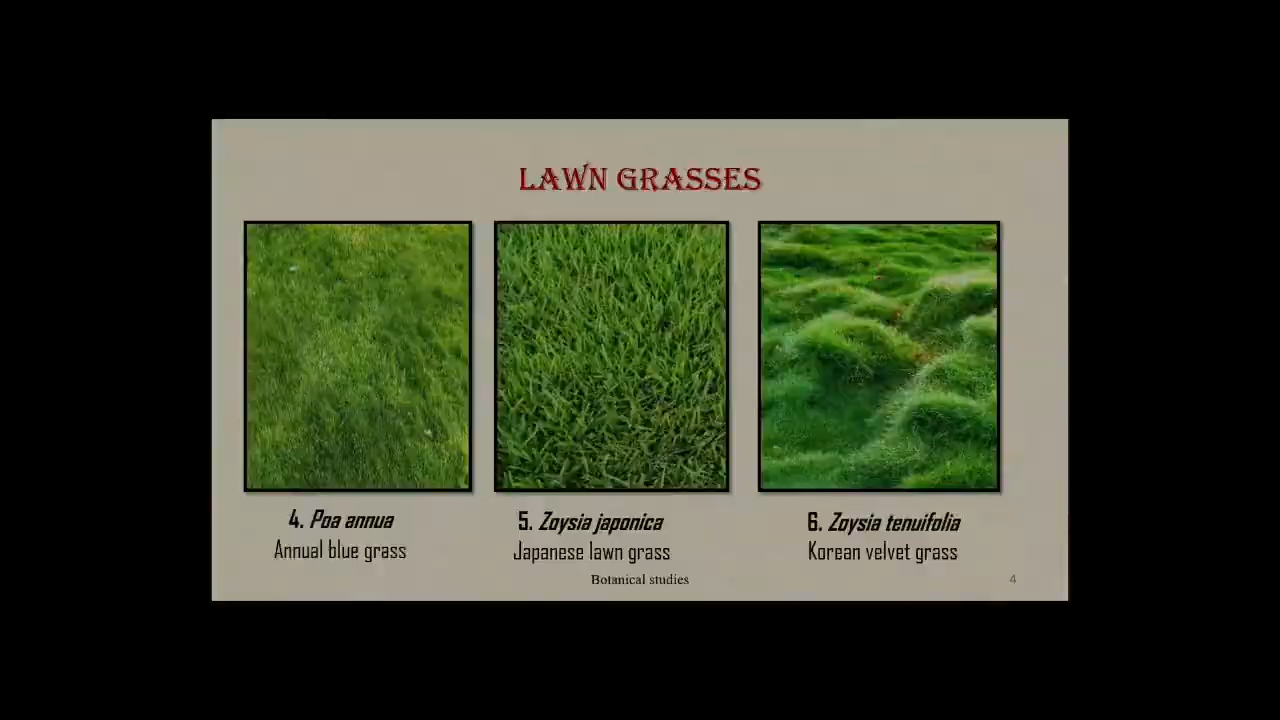 LAWN GRASSES
4. Poa annua
Annual blue grass
5. Zoysia japonica
Japanese lawn grass
6. Zoysia tenuifolia
Korean velvet grass
Botanical studies
4